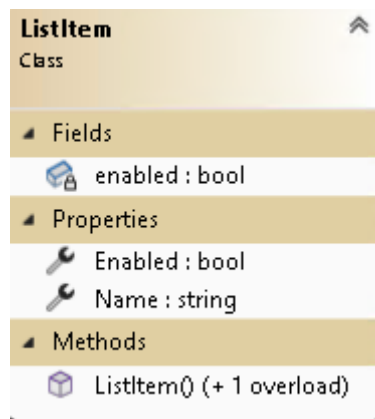 ListItem
Class
Fields
enabled : bool
Properties
Enabled : bool
Name : string
Methods
ListItem() (+ 1 overload)